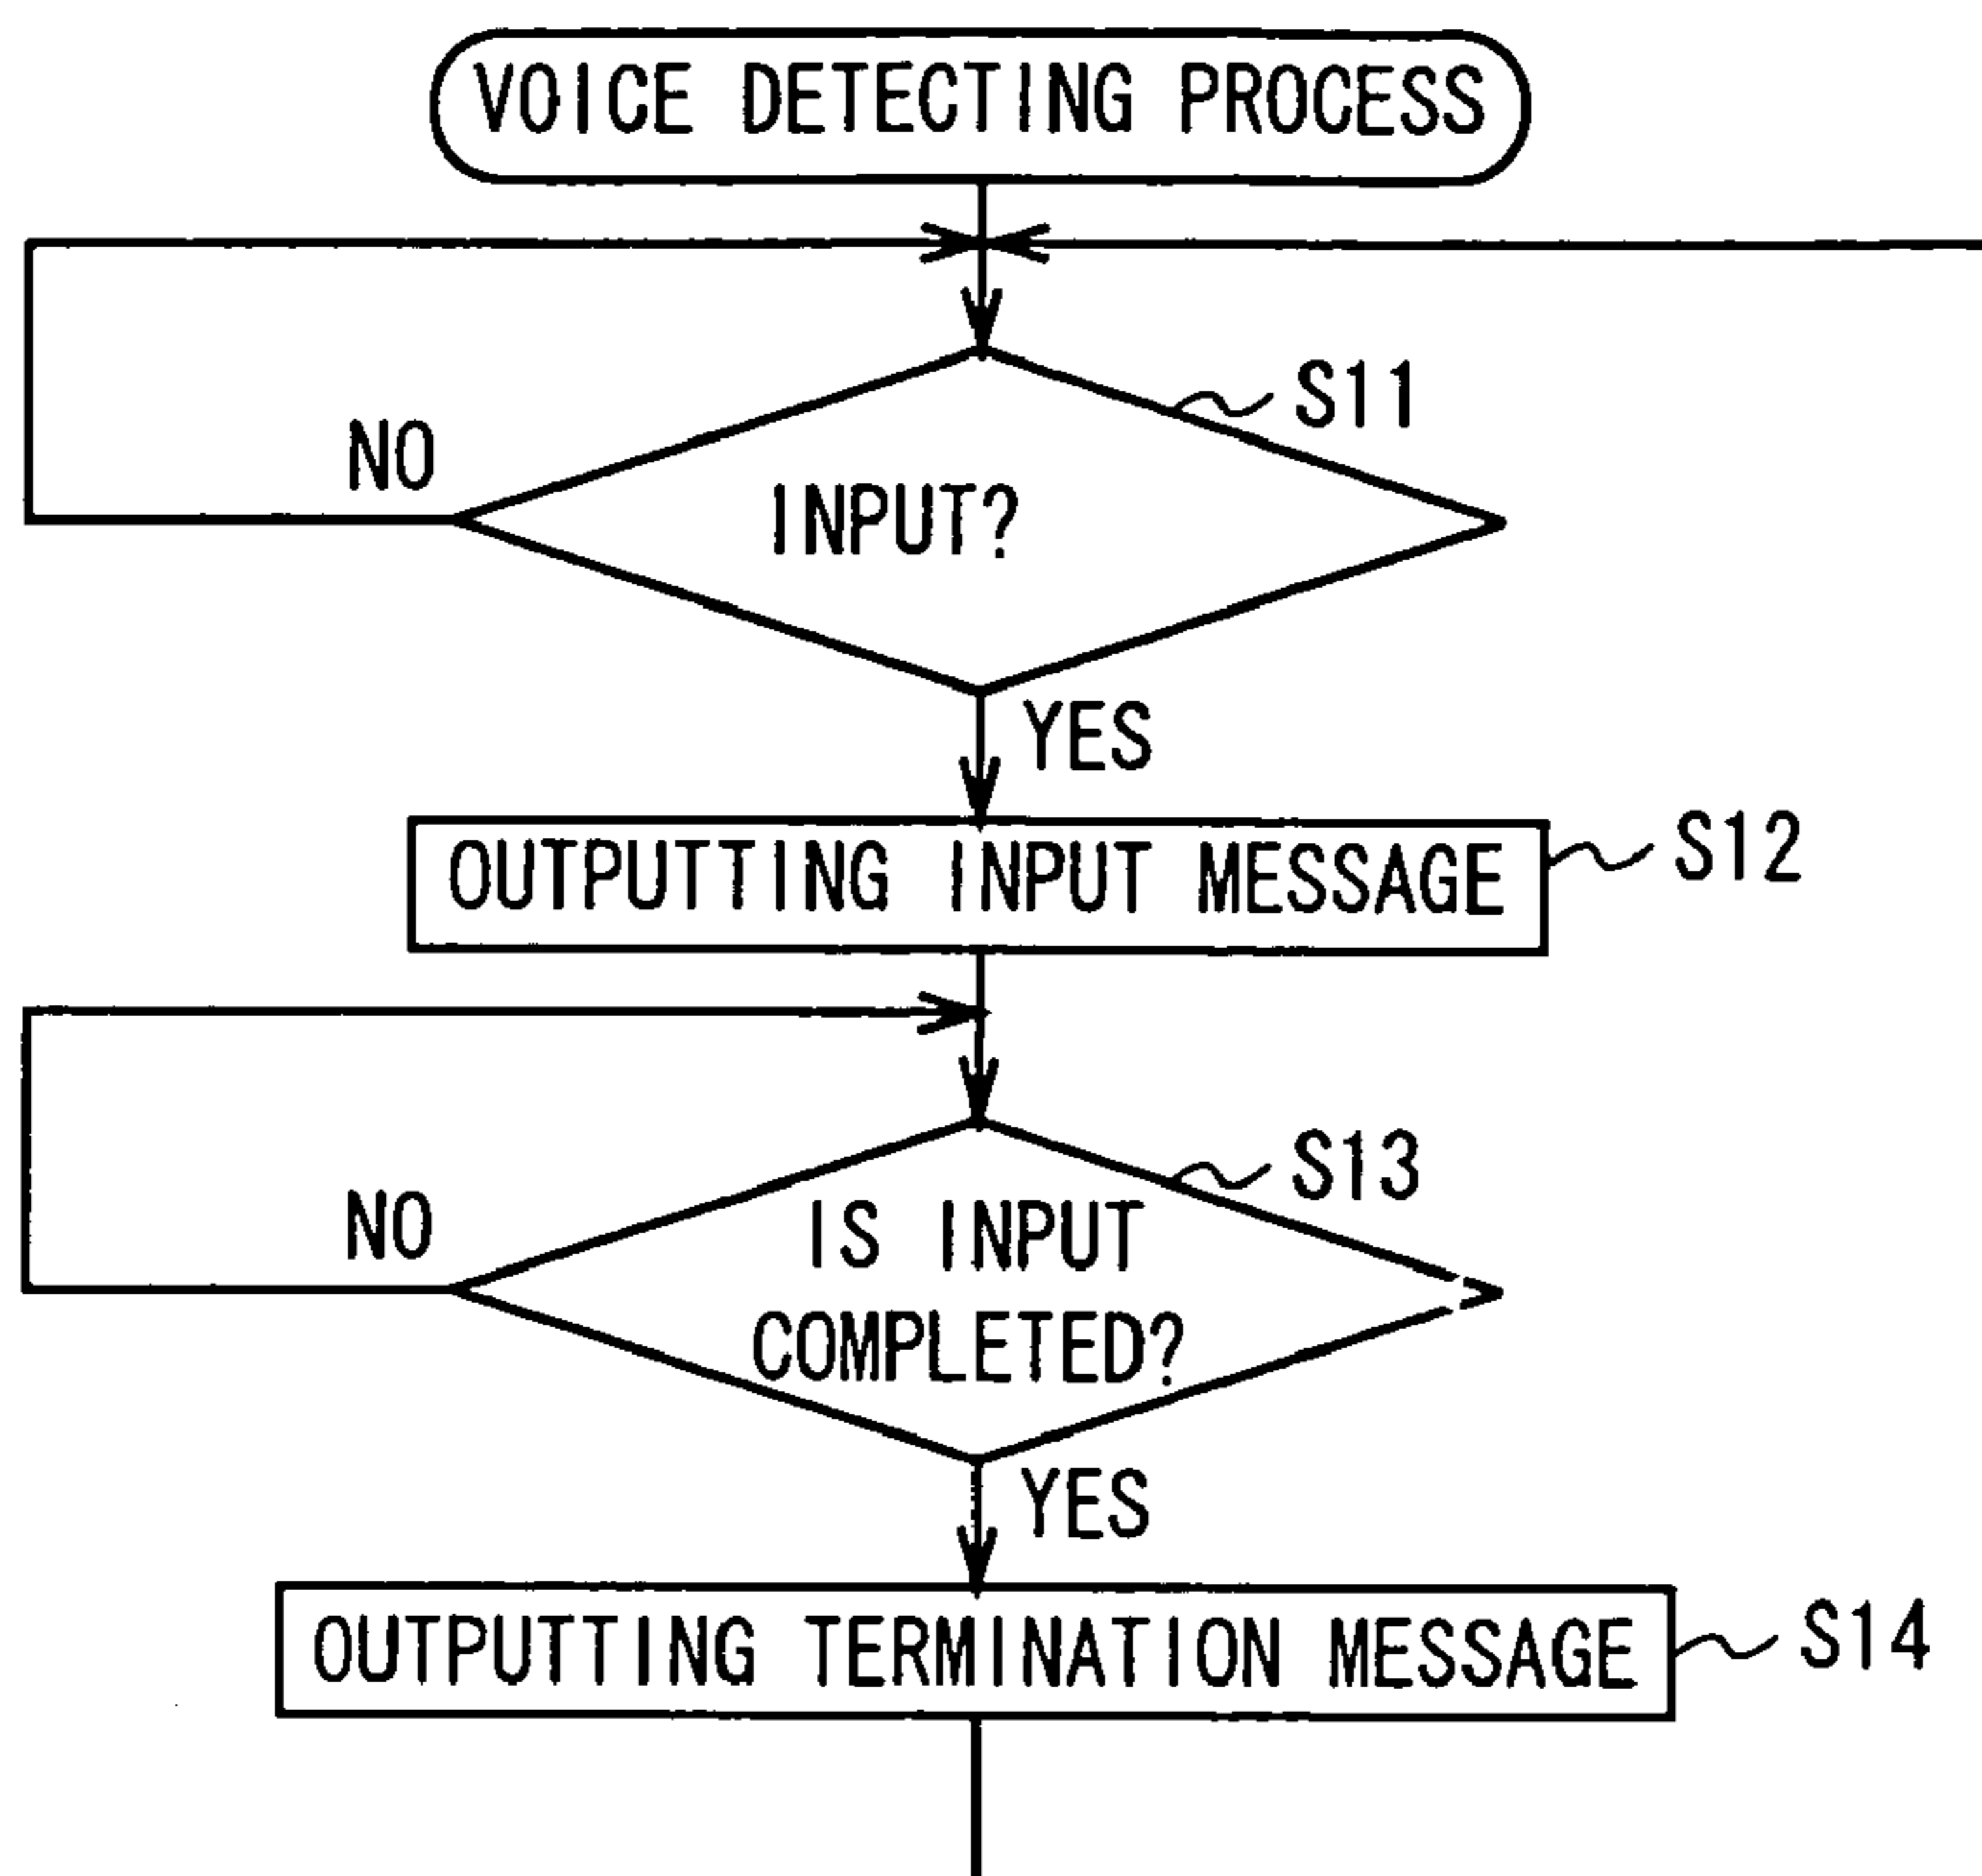 VOICE DETECTING PROCESS
S11
NO
INPUT?
YES
OUTPUTTING INPUT MESSAGE
S12
S13
NO
IS INPUT
COMPLETED?
YES
OUTPUTTING TERMINATION MESSAGE
S14